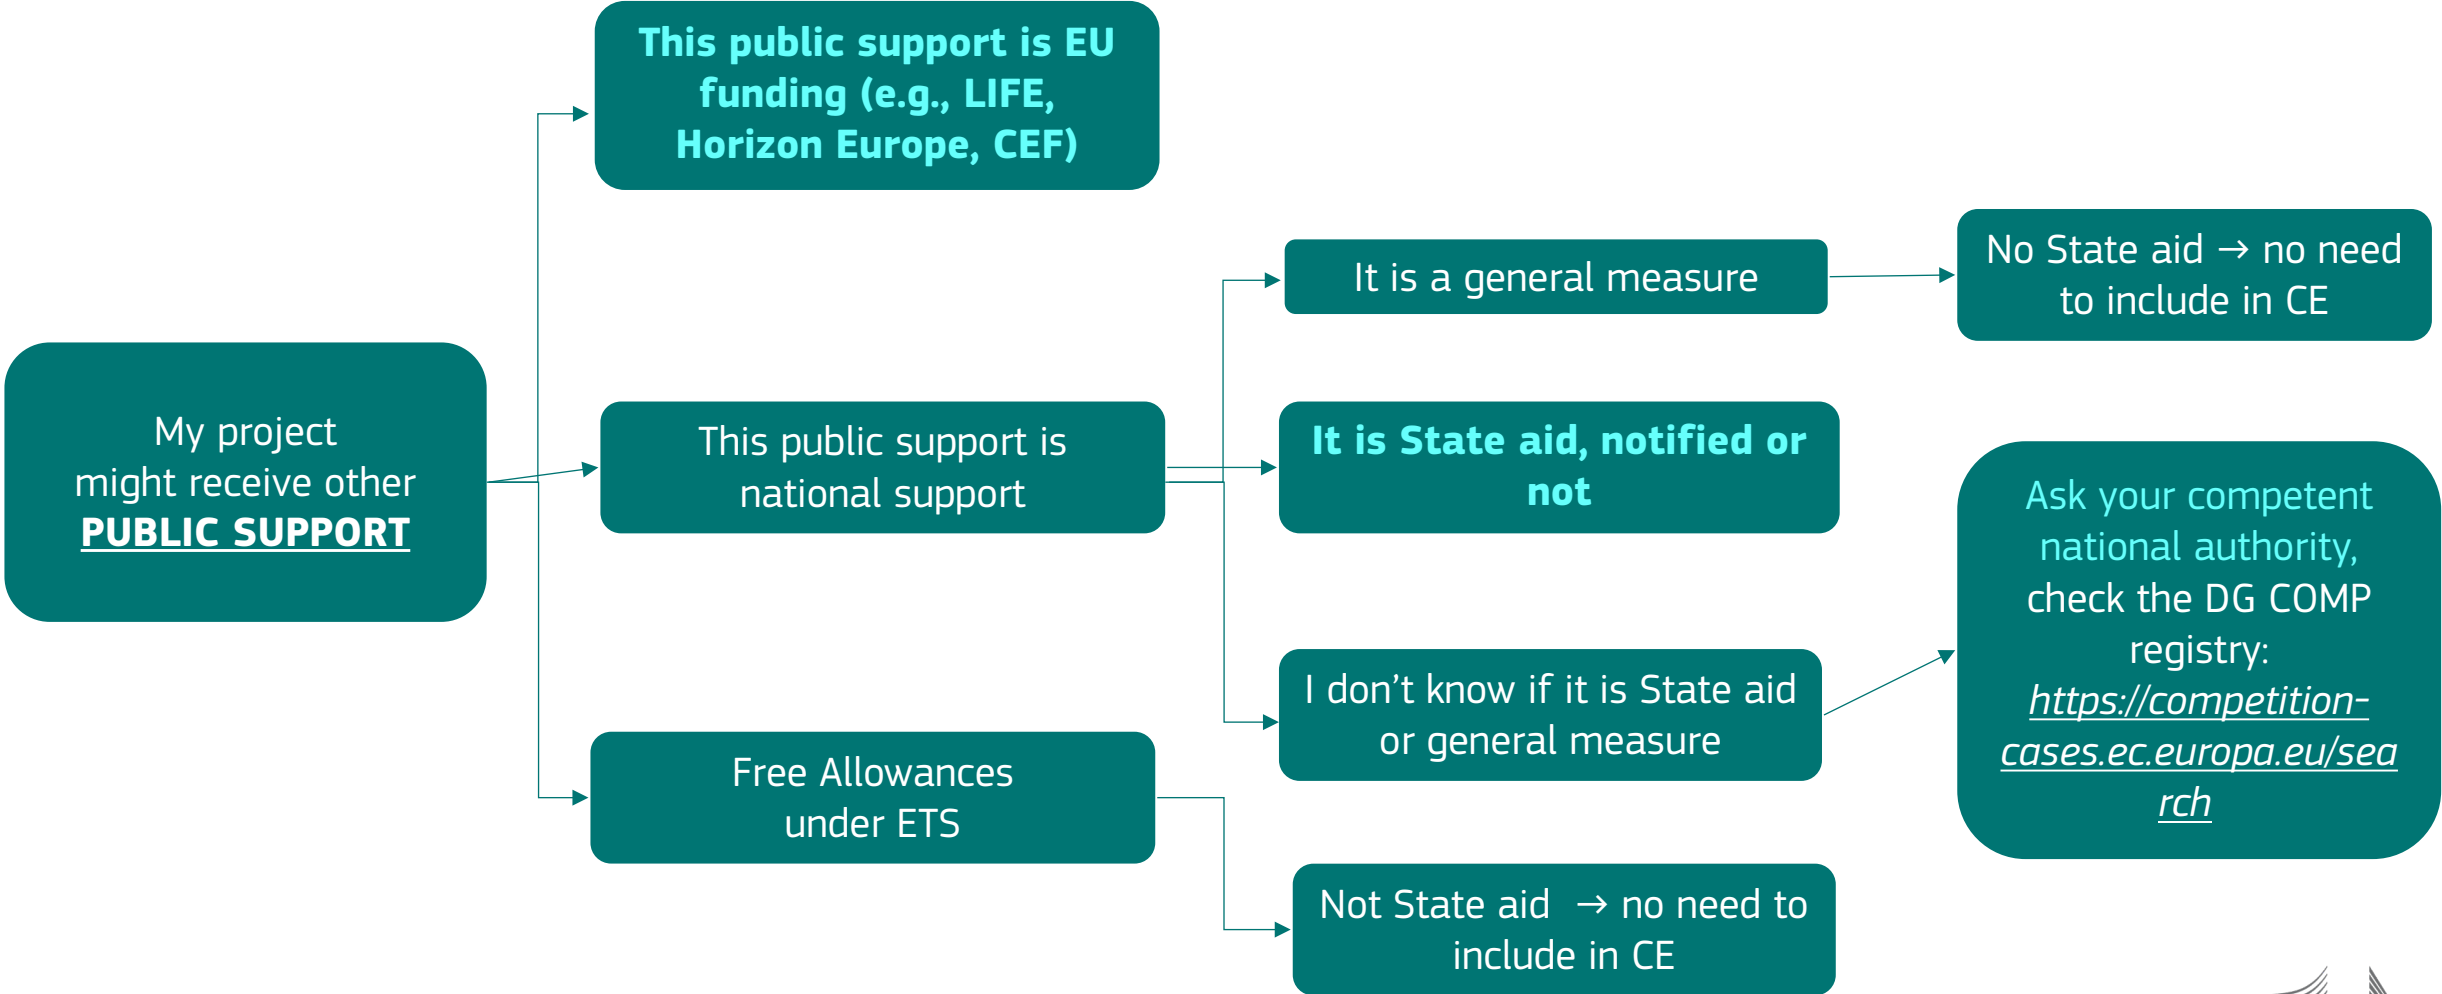 This public support is EU
funding (e.g., LIFE,
Horizon Europe, CEF)
My project
might receive other
PUBLIC SUPPORT
This public support is
national support
Free Allowances
under ETS
It is a general measure
It is State aid, notified or
not
I don’t know if it is State aid
or general measure
Not State aid → no need to
include in CE
No State aid → no need
to include in CE
Ask your competent
national authority,
check the DG COMP
registry:
https://competition-
cases.ec.europa.eu/sea
rch